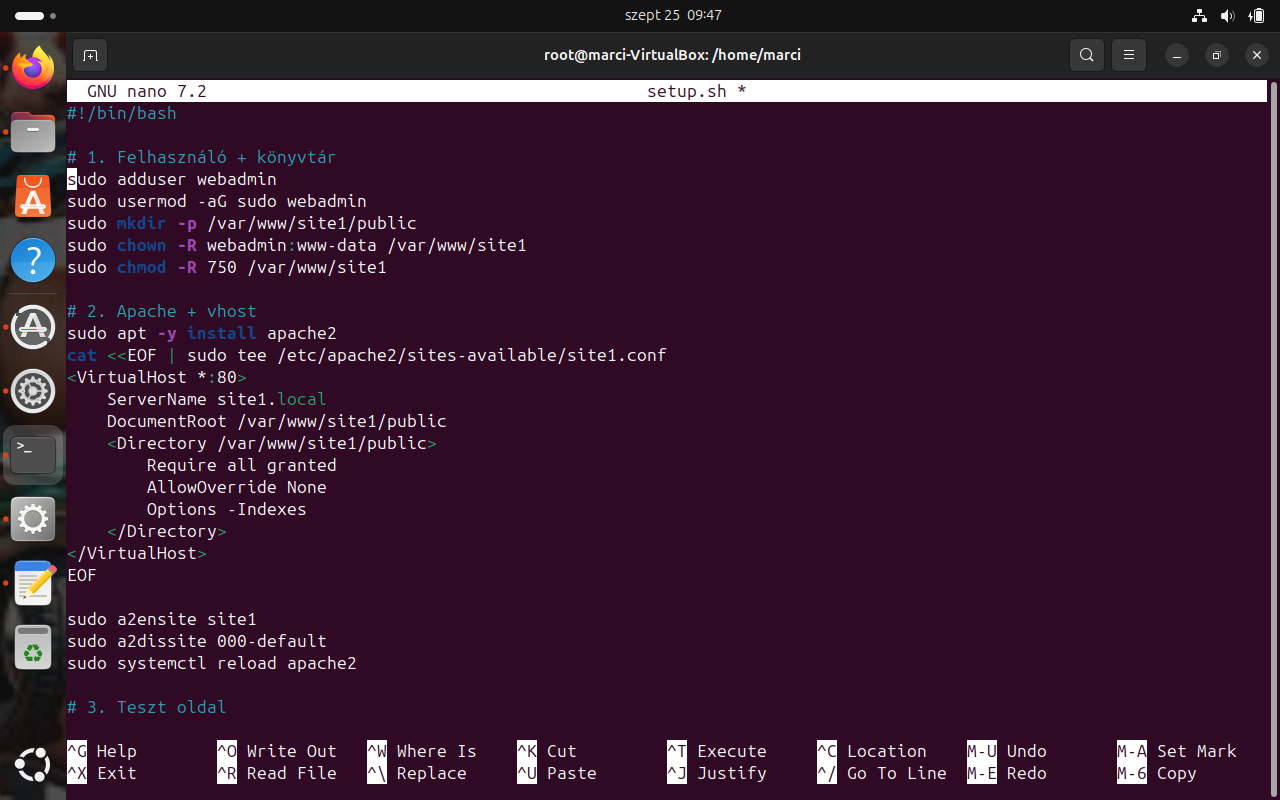 szept 25 09:47
root@marci-VirtualBox: /home/marci
GNU nano 7.2 setup.sh *
#!/bin/bash
# 1. Felhasználó + könyvtár
sudo adduser webadmin
sudo usermod -aG sudo webadmin
sudo mkdir -p /var/www/site1/public
sudo chown -R webadmin:www-data /var/www/site1
sudo chmod -R 750 /var/www/site1
# 2. Apache + vhost
sudo apt -y install apache2
cat <<EOF | sudo tee /etc/apache2/sites-available/site1.conf
<VirtualHost *:80>
    ServerName site1.local
    DocumentRoot /var/www/site1/public
    <Directory /var/www/site1/public>
        Require all granted
        AllowOverride None
        Options -Indexes
    </Directory>
</VirtualHost>
EOF
sudo a2ensite site1
sudo a2dissite 000-default
sudo systemctl reload apache2
# 3. Teszt oldal
^G Help ^O Write Out ^W Where Is ^K Cut ^T Execute ^C Location M-U Undo M-A Set Mark
^X Exit ^R Read File ^\ Replace ^U Paste ^J Justify ^/ Go To Line M-E Redo M-6 Copy